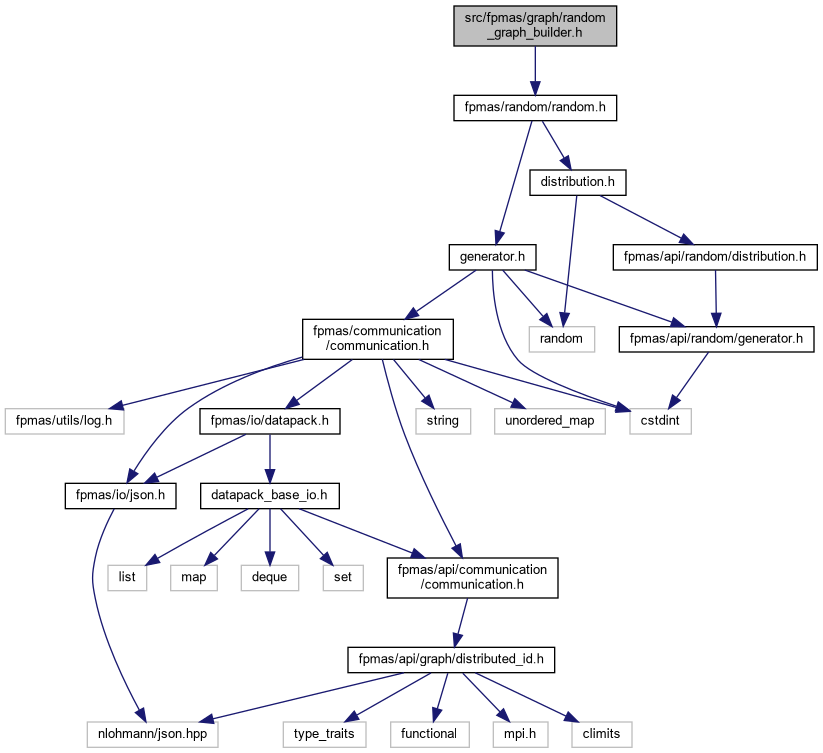 src/fpmas/graph/random
_graph_builder.h
fpmas/random/random.h
distribution.h
generator.h
fpmas/api/random/distribution.h
fpmas/communication
/communication.h
random
fpmas/api/random/generator.h
fpmas/utils/log.h
fpmas/io/datapack.h
string
unordered_map
cstdint
fpmas/io/json.h
datapack_base_io.h
list
map
deque
set
fpmas/api/communication
/communication.h
fpmas/api/graph/distributed_id.h
nlohmann/json.hpp
type_traits
functional
mpi.h
climits